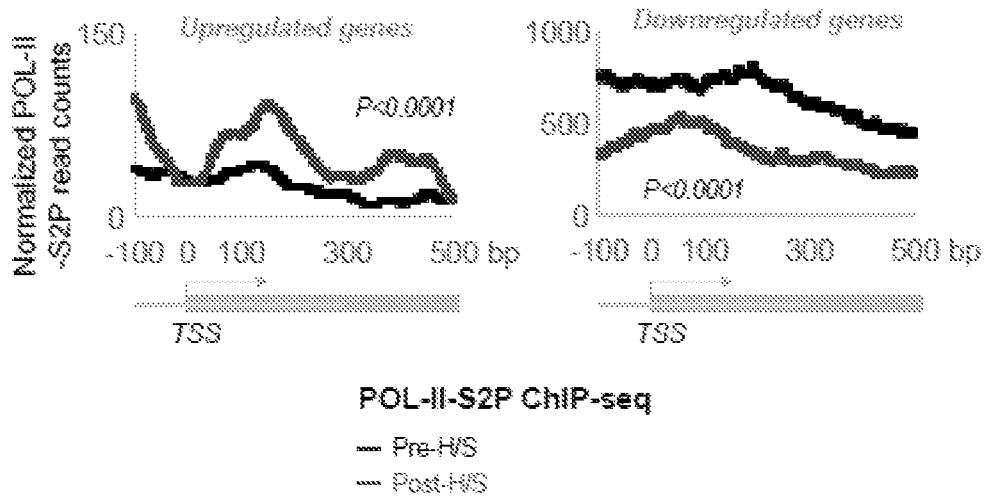 Upregulated genes
Downregulated genes
Normalized POL-II
-S2P read counts
150
0
P<0.0001
1000
500
0
P<0.0001
-100 0 100 300 500 bp
-100 0 100 300 500 bp
TSS
TSS
POL-II-S2P ChIP-seq
Pre-H/S
Post-H/S